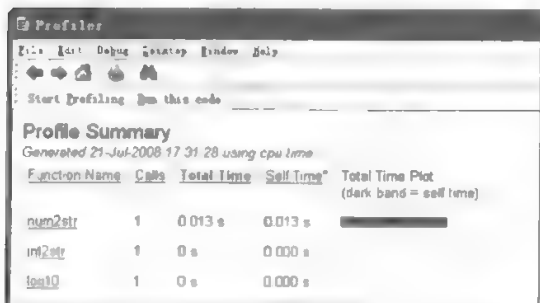 Profiler
File Edit Debug Desktop Window Help
Start Profiling Run this code
Profile Summary
Generated 21-Jul-2008 17:31:28 using cpu time
Function Name Calls Total Time Self Time* Total Time Plot
(dark band = self time)
num2str 1 0.013 s 0.013 s
int2str 1 0 s 0.000 s
log10 1 0 s 0.000 s